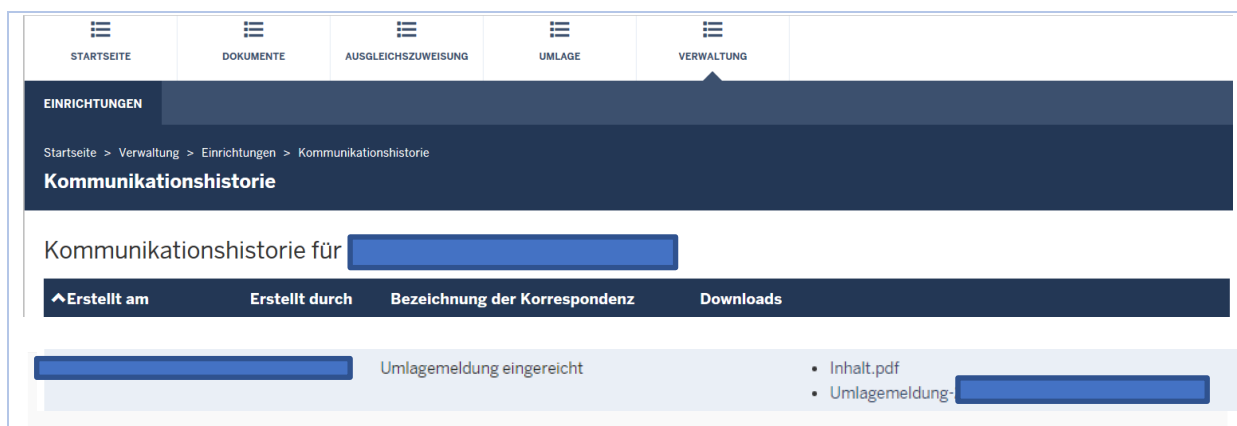 STARTSEITE DOKUMENTE AUSGLEICHSZUWEISUNG UMLAGE VERWALTUNG
EINRICHTUNGEN
Startseite > Verwaltung > Einrichtungen > Kommunikationshistorie
Kommunikationshistorie
Kommunikationshistorie für
Erstellt am Erstellt durch Bezeichnung der Korrespondenz Downloads
Umlagemeldung eingereicht • Inhalt.pdf
• Umlagemeldung-